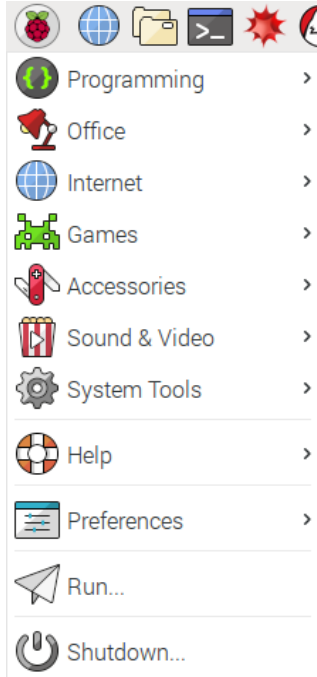 Programming
Office
Internet
Games
Accessories
Sound & Video
System Tools
Help
Preferences
Run...
Shutdown...